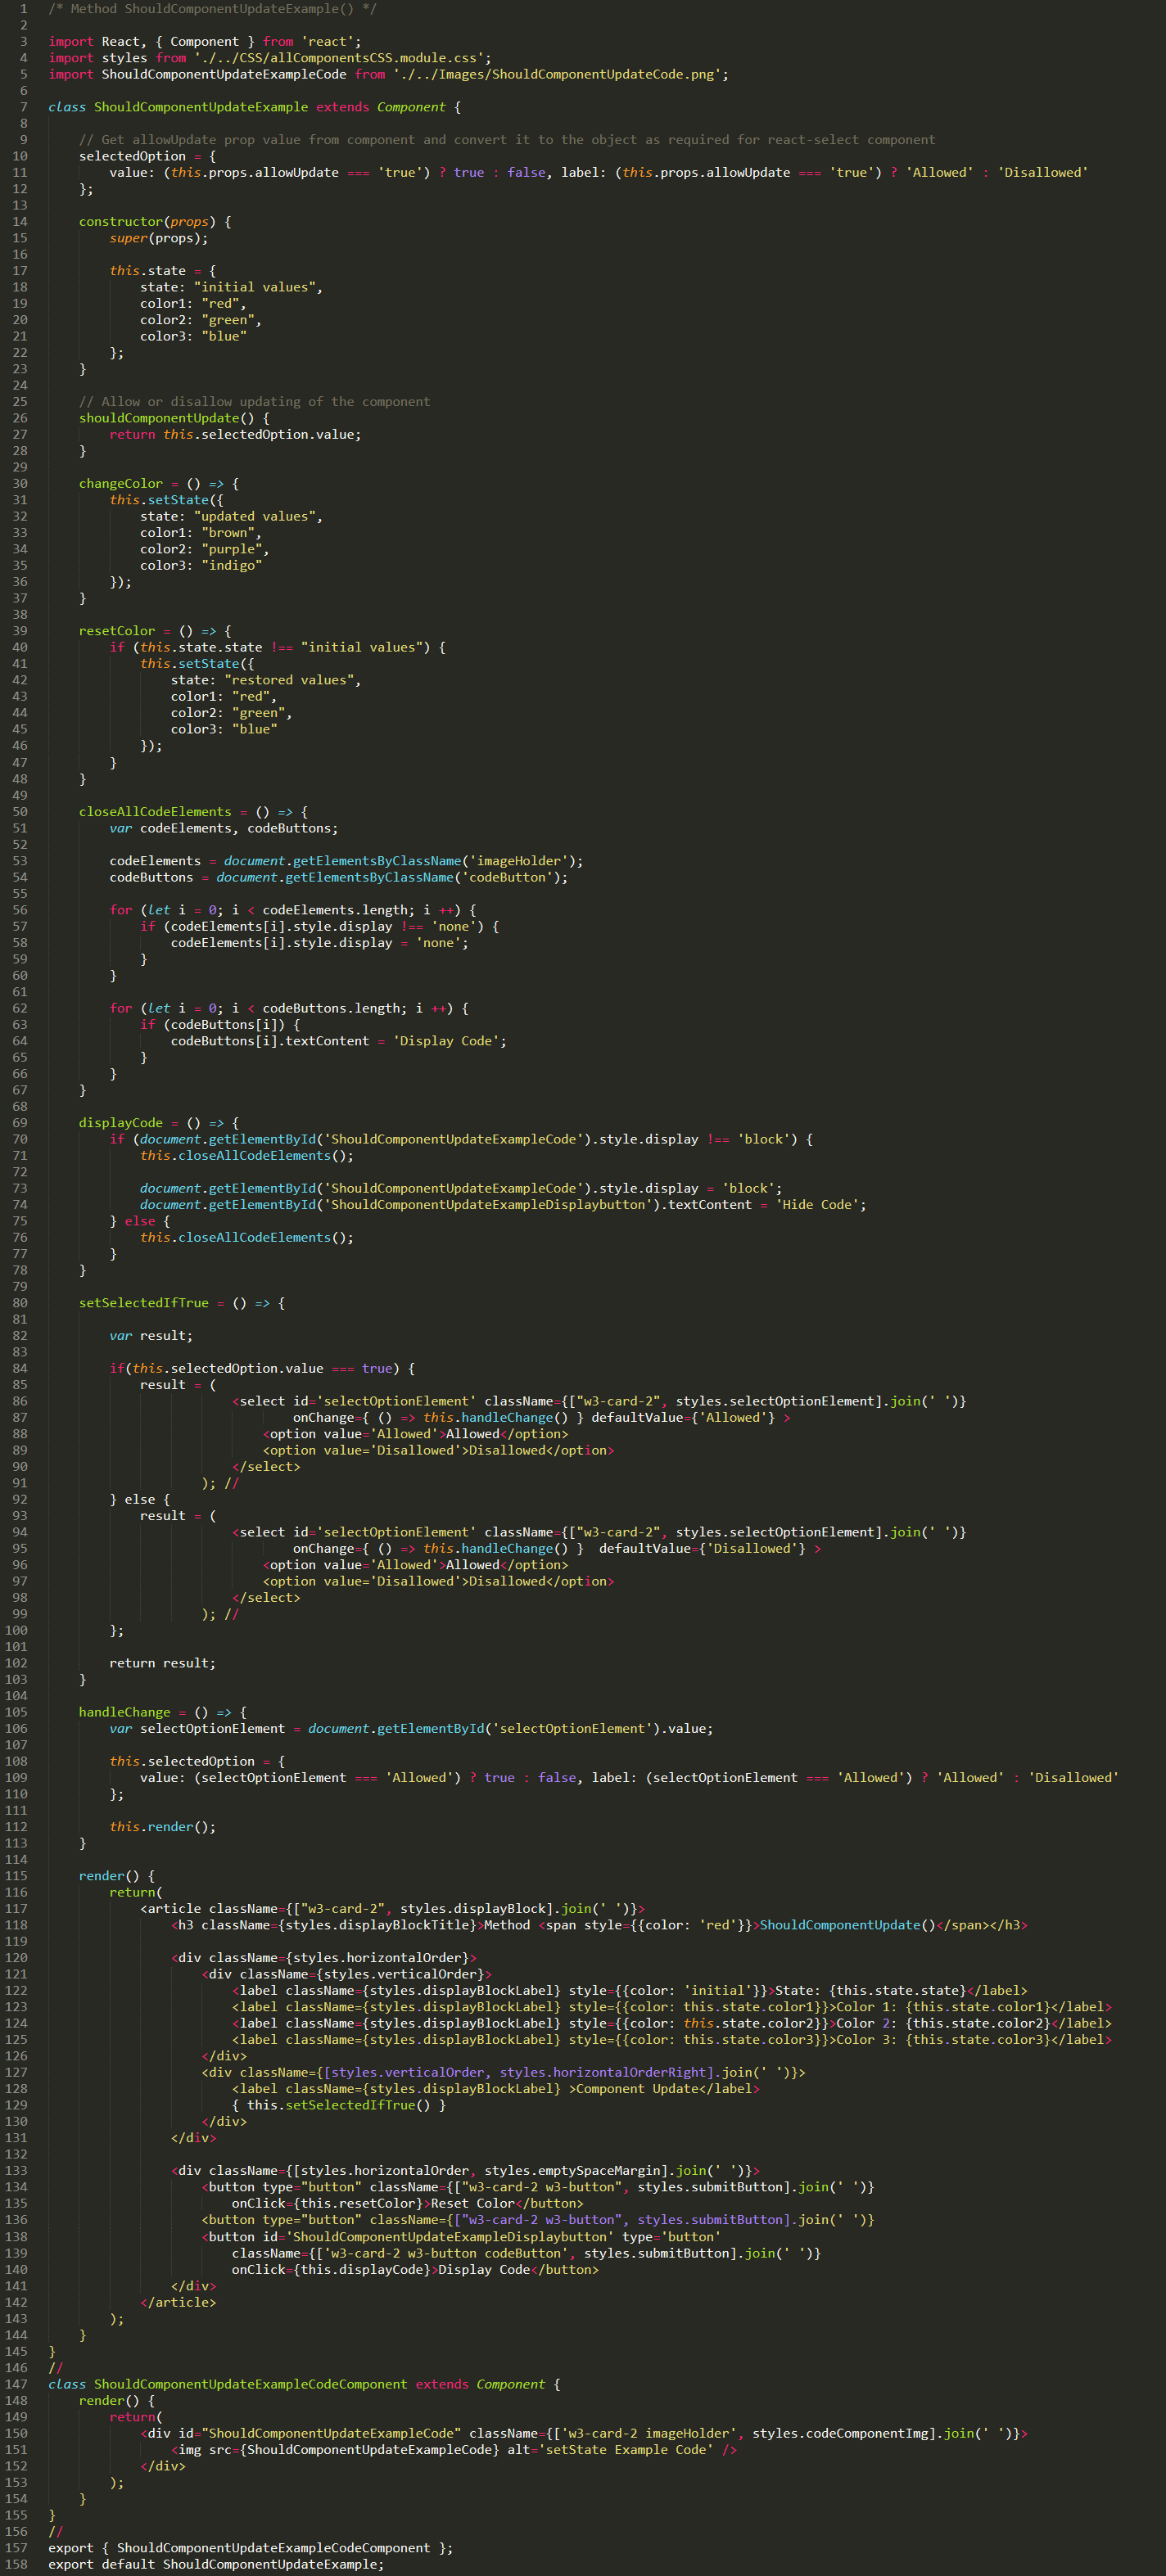 1 /* Method ShouldComponentUpdateExample() */
2
3 import React, { Component } from 'react';
4 import styles from './../CSS/allComponentsCSS.module.css';
5 import ShouldComponentUpdateExampleCode from './../Images/ShouldComponentUpdateCode.png';
6
7 class ShouldComponentUpdateExample extends Component {
8
9     // Get allowUpdate prop value from component and convert it to the object as required for react-select component
10     selectedOption = {
11         value: (this.props.allowUpdate === 'true') ? true : false, label: (this.props.allowUpdate === 'true') ? 'Allowed' : 'Disallowed'
12     };
13
14     constructor(props) {
15         super(props);
16
17         this.state = {
18             state: "initial values",
19             color1: "red",
20             color2: "green",
21             color3: "blue"
22         };
23     }
24
25     // Allow or disallow updating of the component
26     shouldComponentUpdate() {
27         return this.selectedOption.value;
28     }
29
30     changeColor = () => {
31         this.setState({
32             state: "updated values",
33             color1: "brown",
34             color2: "purple",
35             color3: "indigo"
36         });
37     }
38
39     resetColor = () => {
40         if (this.state.state !== "initial values") {
41             this.setState({
42                 state: "restored values",
43                 color1: "red",
44                 color2: "green",
45                 color3: "blue"
46             });
47         }
48     }
49
50     closeAllCodeElements = () => {
51         var codeElements, codeButtons;
52
53         codeElements = document.getElementsByClassName('imageHolder');
54         codeButtons = document.getElementsByClassName('codeButton');
55
56         for (let i = 0; i < codeElements.length; i ++) {
57             if (codeElements[i].style.display !== 'none') {
58                 codeElements[i].style.display = 'none';
59             }
60         }
61
62         for (let i = 0; i < codeButtons.length; i ++) {
63             if (codeButtons[i]) {
64                 codeButtons[i].textContent = 'Display Code';
65             }
66         }
67     }
68
69     displayCode = () => {
70         if (document.getElementById('ShouldComponentUpdateExampleCode').style.display !== 'block') {
71             this.closeAllCodeElements();
72
73             document.getElementById('ShouldComponentUpdateExampleCode').style.display = 'block';
74             document.getElementById('ShouldComponentUpdateExampleDisplaybutton').textContent = 'Hide Code';
75         } else {
76             this.closeAllCodeElements();
77         }
78     }
79
80     setSelectedIfTrue = () => {
81
82         var result;
83
84         if(this.selectedOption.value === true) {
85             result = (
86                         <select id='selectOptionElement' className={["w3-card-2", styles.selectOptionElement].join(' ')}
87                                 onChange={ () => this.handleChange() } defaultValue={'Allowed'} >
88                             <option value='Allowed'>Allowed</option>
89                             <option value='Disallowed'>Disallowed</option>
90                         </select>
91                     ); //
92         } else {
93             result = (
94                         <select id='selectOptionElement' className={["w3-card-2", styles.selectOptionElement].join(' ')}
95                                 onChange={ () => this.handleChange() }  defaultValue={'Disallowed'} >
96                             <option value='Allowed'>Allowed</option>
97                             <option value='Disallowed'>Disallowed</option>
98                         </select>
99                     ); //
100         };
101
102         return result;
103     }
104
105     handleChange = () => {
106         var selectOptionElement = document.getElementById('selectOptionElement').value;
107
108         this.selectedOption = {
109             value: (selectOptionElement === 'Allowed') ? true : false, label: (selectOptionElement === 'Allowed') ? 'Allowed' : 'Disallowed'
110         };
111
112         this.render();
113     }
114
115     render() {
116         return(
117             <article className={["w3-card-2", styles.displayBlock].join(' ')}>
118                 <h3 className={styles.displayBlockTitle}>Method <span style={{color: 'red'}}>ShouldComponentUpdate()</span></h3>
119
120                 <div className={styles.horizontalOrder}>
121                     <div className={styles.verticalOrder}>
122                         <label className={styles.displayBlockLabel} style={{color: 'initial'}}>State: {this.state.state}</label>
123                         <label className={styles.displayBlockLabel} style={{color: this.state.color1}}>Color 1: {this.state.color1}</label>
124                         <label className={styles.displayBlockLabel} style={{color: this.state.color2}}>Color 2: {this.state.color2}</label>
125                         <label className={styles.displayBlockLabel} style={{color: this.state.color3}}>Color 3: {this.state.color3}</label>
126                     </div>
127                     <div className={[styles.verticalOrder, styles.horizontalOrderRight].join(' ')}>
128                         <label className={styles.displayBlockLabel} >Component Update</label>
129                         { this.setSelectedIfTrue() }
130                     </div>
131                 </div>
132
133                 <div className={[styles.horizontalOrder, styles.emptySpaceMargin].join(' ')}>
134                     <button type="button" className={["w3-card-2 w3-button", styles.submitButton].join(' ')}
135                         onClick={this.resetColor}>Reset Color</button>
136                     <button type="button" className={["w3-card-2 w3-button", styles.submitButton].join(' ')}
138                     <button id='ShouldComponentUpdateExampleDisplaybutton' type='button'
139                         className={['w3-card-2 w3-button codeButton', styles.submitButton].join(' ')}
140                         onClick={this.displayCode}>Display Code</button>
141                 </div>
142             </article>
143         );
144     }
145 }
146 //
147 class ShouldComponentUpdateExampleCodeComponent extends Component {
148     render() {
149         return(
150             <div id="ShouldComponentUpdateExampleCode" className={['w3-card-2 imageHolder', styles.codeComponentImg].join(' ')}>
151                 <img src={ShouldComponentUpdateExampleCode} alt='setState Example Code' />
152             </div>
153         );
154     }
155 }
156 //
157 export { ShouldComponentUpdateExampleCodeComponent };
158 export default ShouldComponentUpdateExample;